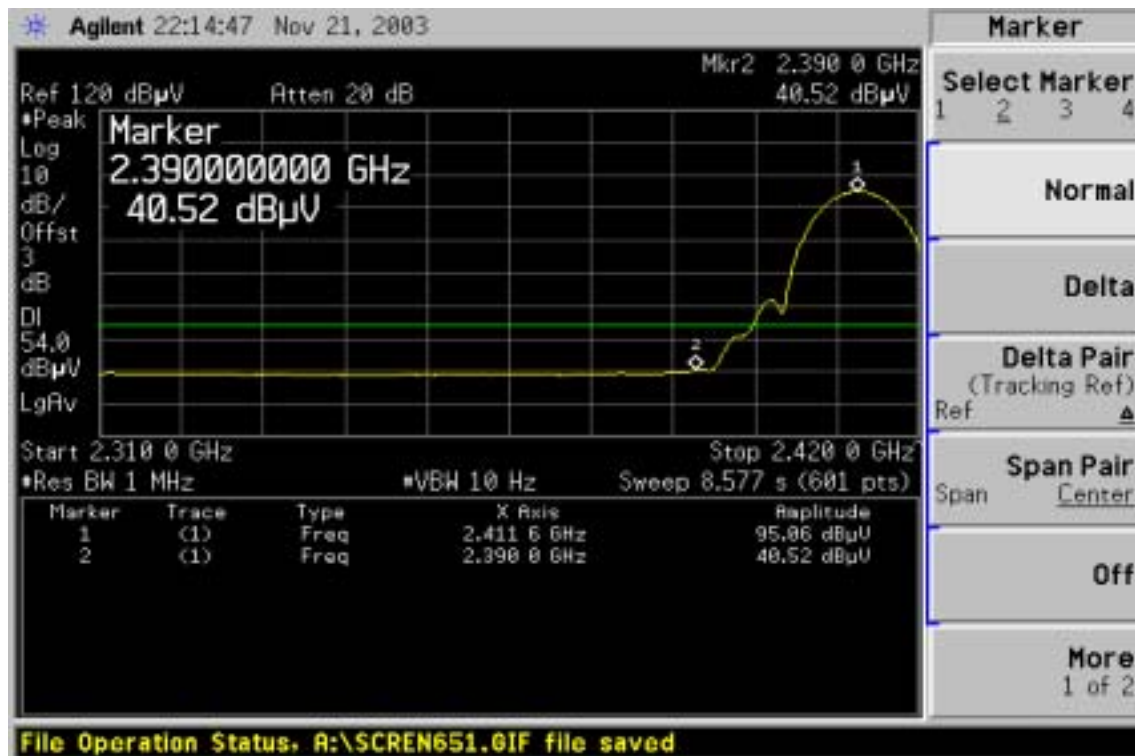 Agilent 22:14:47 Nov 21, 2003
Mkr2 2.390 0 GHz
Ref 120 dBµV Atten 20 dB 40.52 dBµV
#Peak
Log
10
dB/
Offst
3
dB
DI
54.0
dBµV
LgAv
Marker
2.390000000 GHz
40.52 dBµV
1
2
Start 2.310 0 GHz Stop 2.420 0 GHz
#Res BW 1 MHz #VBW 10 Hz Sweep 8.577 s (601 pts)
Marker Trace Type X Axis Amplitude
1 (1) Freq 2.411 6 GHz 95.06 dBµV
2 (1) Freq 2.390 0 GHz 40.52 dBµV
File Operation Status, A:\SCREN651.GIF file saved
Marker
Select Marker
1 2 3 4
Normal
Delta
Delta Pair
(Tracking Ref)
Ref Δ
Span Pair
Span Center
Off
More
1 of 2